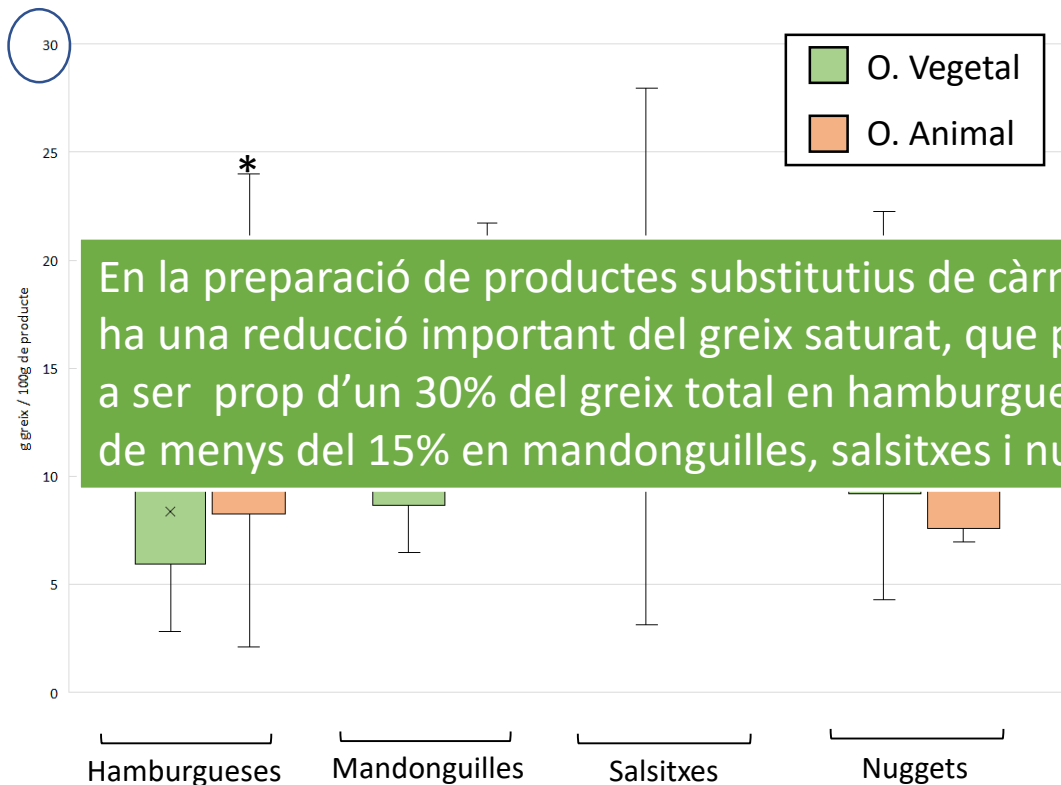 30
O. Vegetal
O. Animal
25
*
20
15
10
5
0
g greix / 100g de producte
En la preparació de productes substitutius de càrn
ha una reducció important del greix saturat, que p
a ser prop d'un 30% del greix total en hamburgue
de menys del 15% en mandonguilles, salsitxes i nu
Hamburgueses
Mandonguilles
Salsitxes
Nuggets